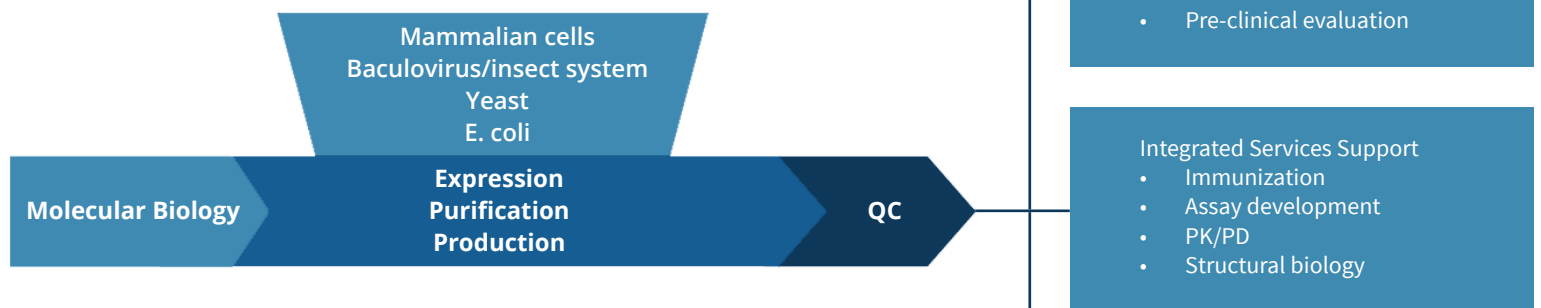 Mammalian cells
Baculovirus/insect system
Yeast
E. coli
Molecular Biology
Expression
Purification
Production
QC
• Pre-clinical evaluation
Integrated Services Support
• Immunization
• Assay development
• PK/PD
• Structural biology